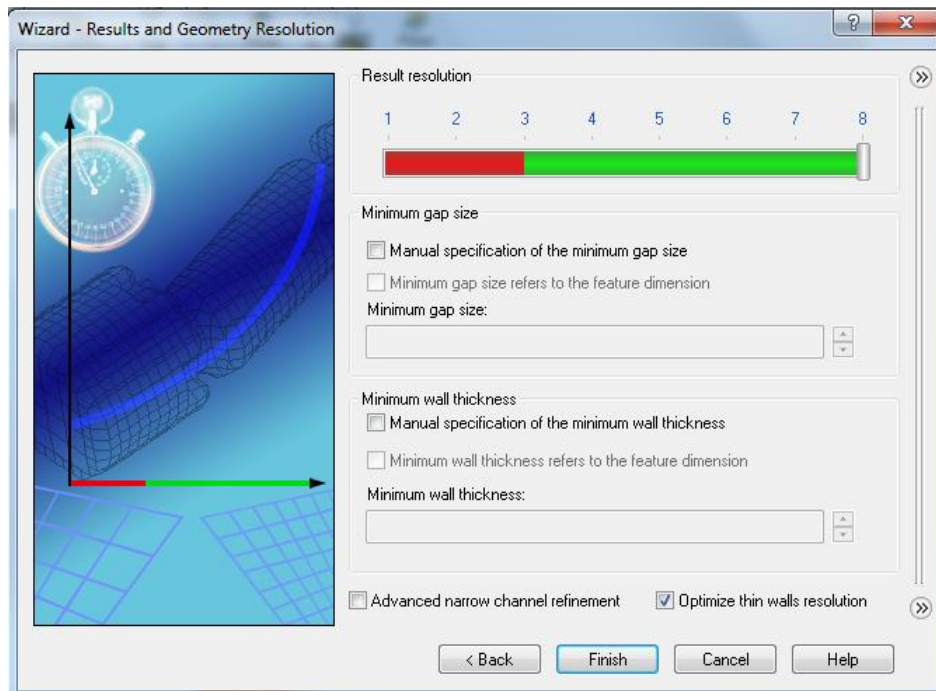 Wizard - Results and Geometry Resolution
?
Result resolution
1 2 3 4 5 6 7 8
Minimum gap size
Manual specification of the minimum gap size
Minimum gap size refers to the feature dimension
Minimum gap size:
Minimum wall thickness
Manual specification of the minimum wall thickness
Minimum wall thickness refers to the feature dimension
Minimum wall thickness:
Advanced narrow channel refinement Optimize thin walls resolution
< Back Finish Cancel Help